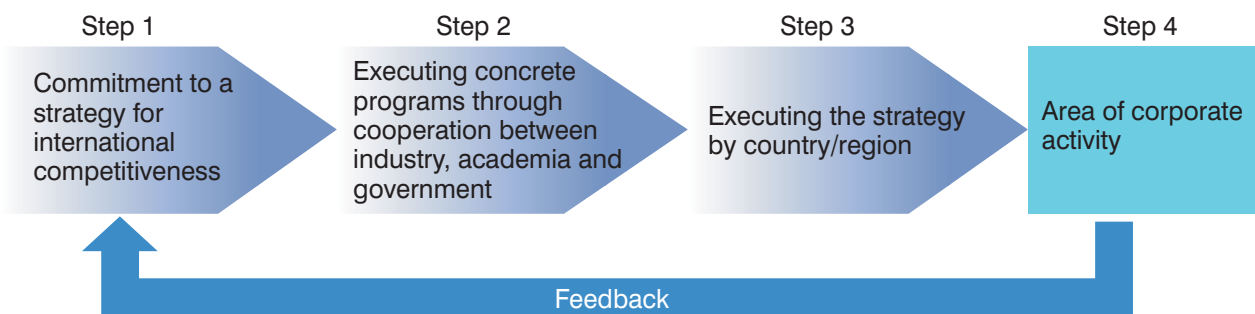 Step 1
Commitment to a
strategy for
international
competitiveness
Step 2
Executing concrete
programs through
cooperation between
industry, academia and
government
Step 3
Executing the strategy
by country/region
Step 4
Area of corporate
activity
Feedback